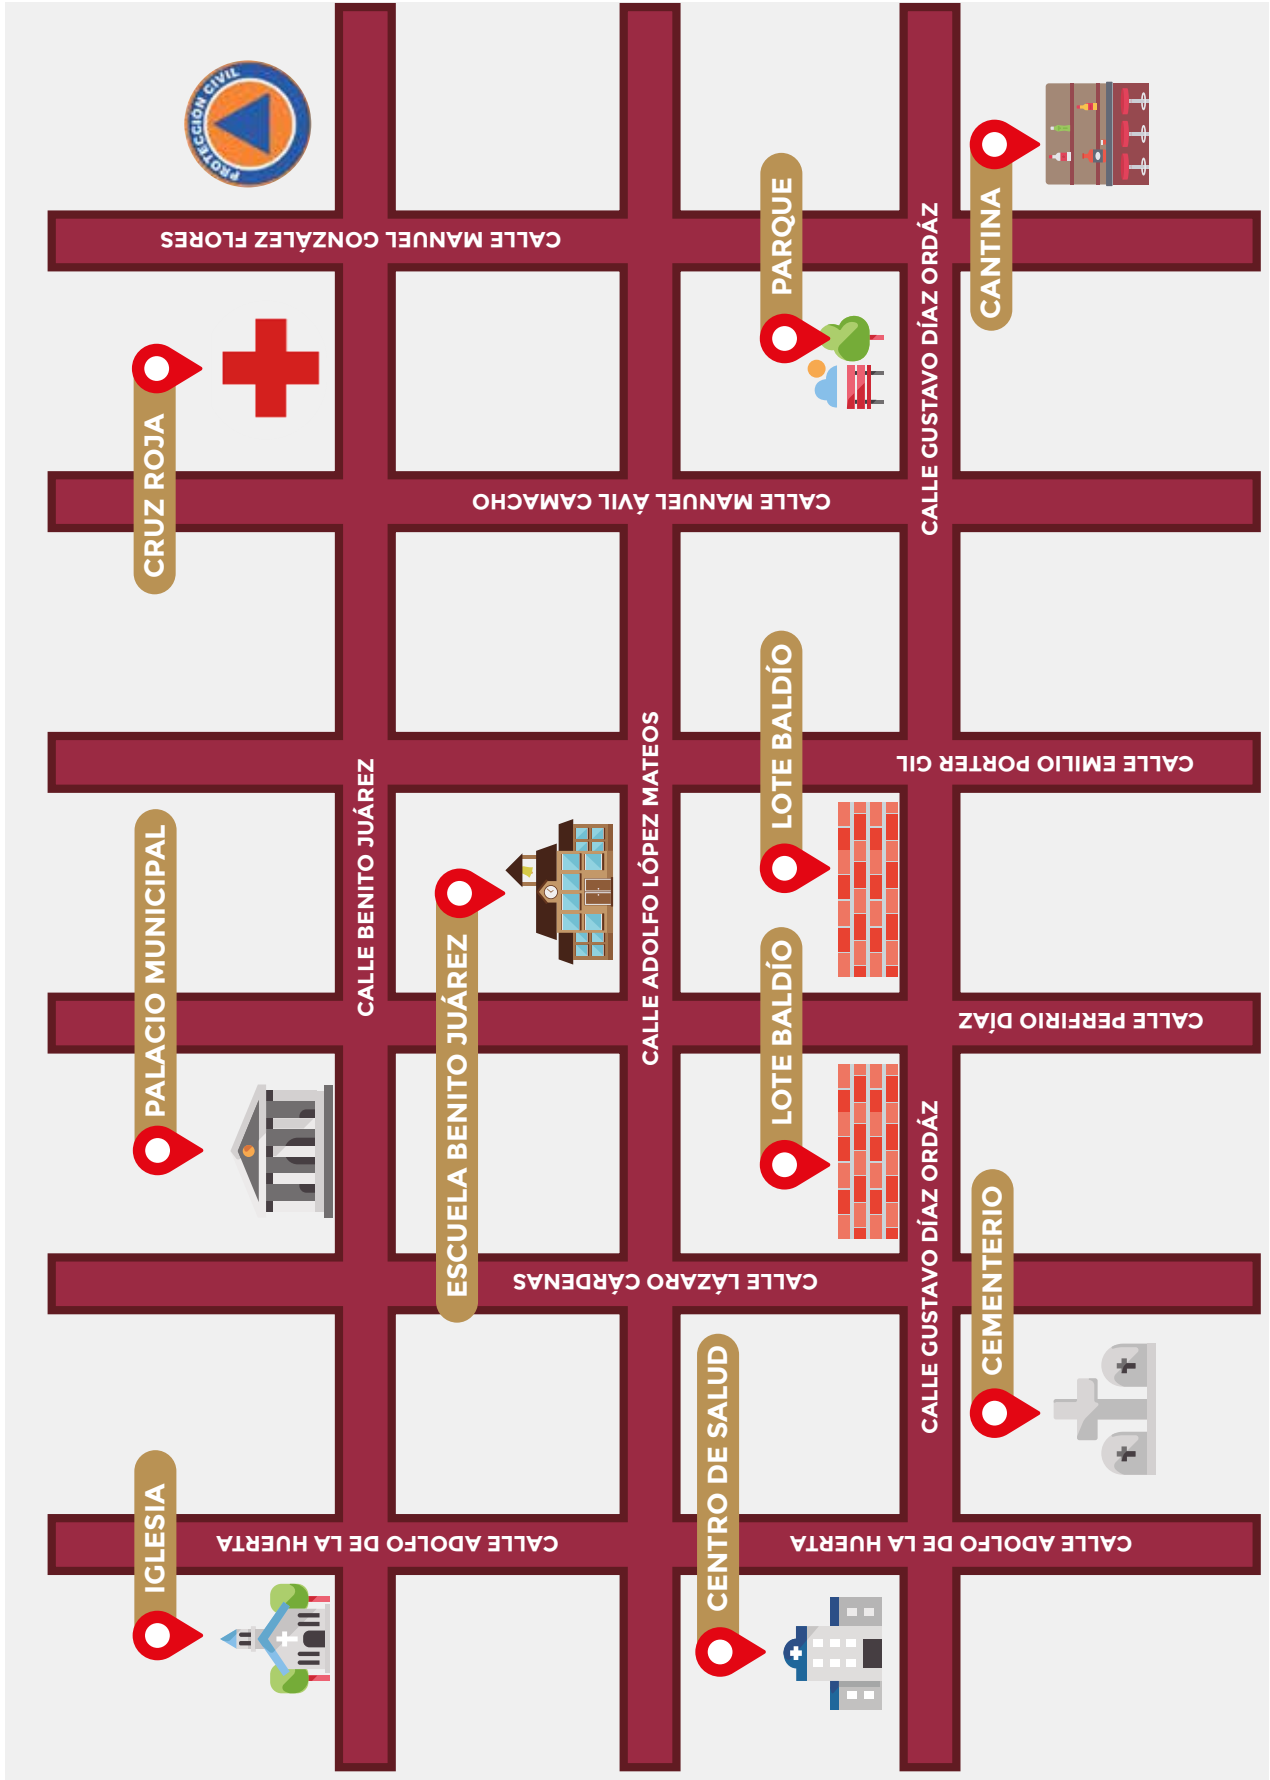 PROTECCIÓN CIVIL
CALLE MANUEL GONZÁLEZ FLORES
PARQUE
CALLE GUSTAVO DÍAZ ORDÁZ
CANTINA
CRUZ ROJA
CALLE MANUEL ÁVIL CAMACHO
LOTE BALDÍO
CALLE EMILIO PORTER GIL
PALACIO MUNICIPAL
CALLE BENITO JUÁREZ
CALLE ADOLFO LÓPEZ MATEOS
ESCUELA BENITO JUÁREZ
LOTE BALDÍO
CALLE PERFIRIO DÍAZ
CALLE LÁZARO CÁRDENAS
CALLE GUSTAVO DÍAZ ORDÁZ
CEMENTERIO
CENTRO DE SALUD
IGLESIA
CALLE ADOLFO DE LA HUERTA
CALLE ADOLFO DE LA HUERTA